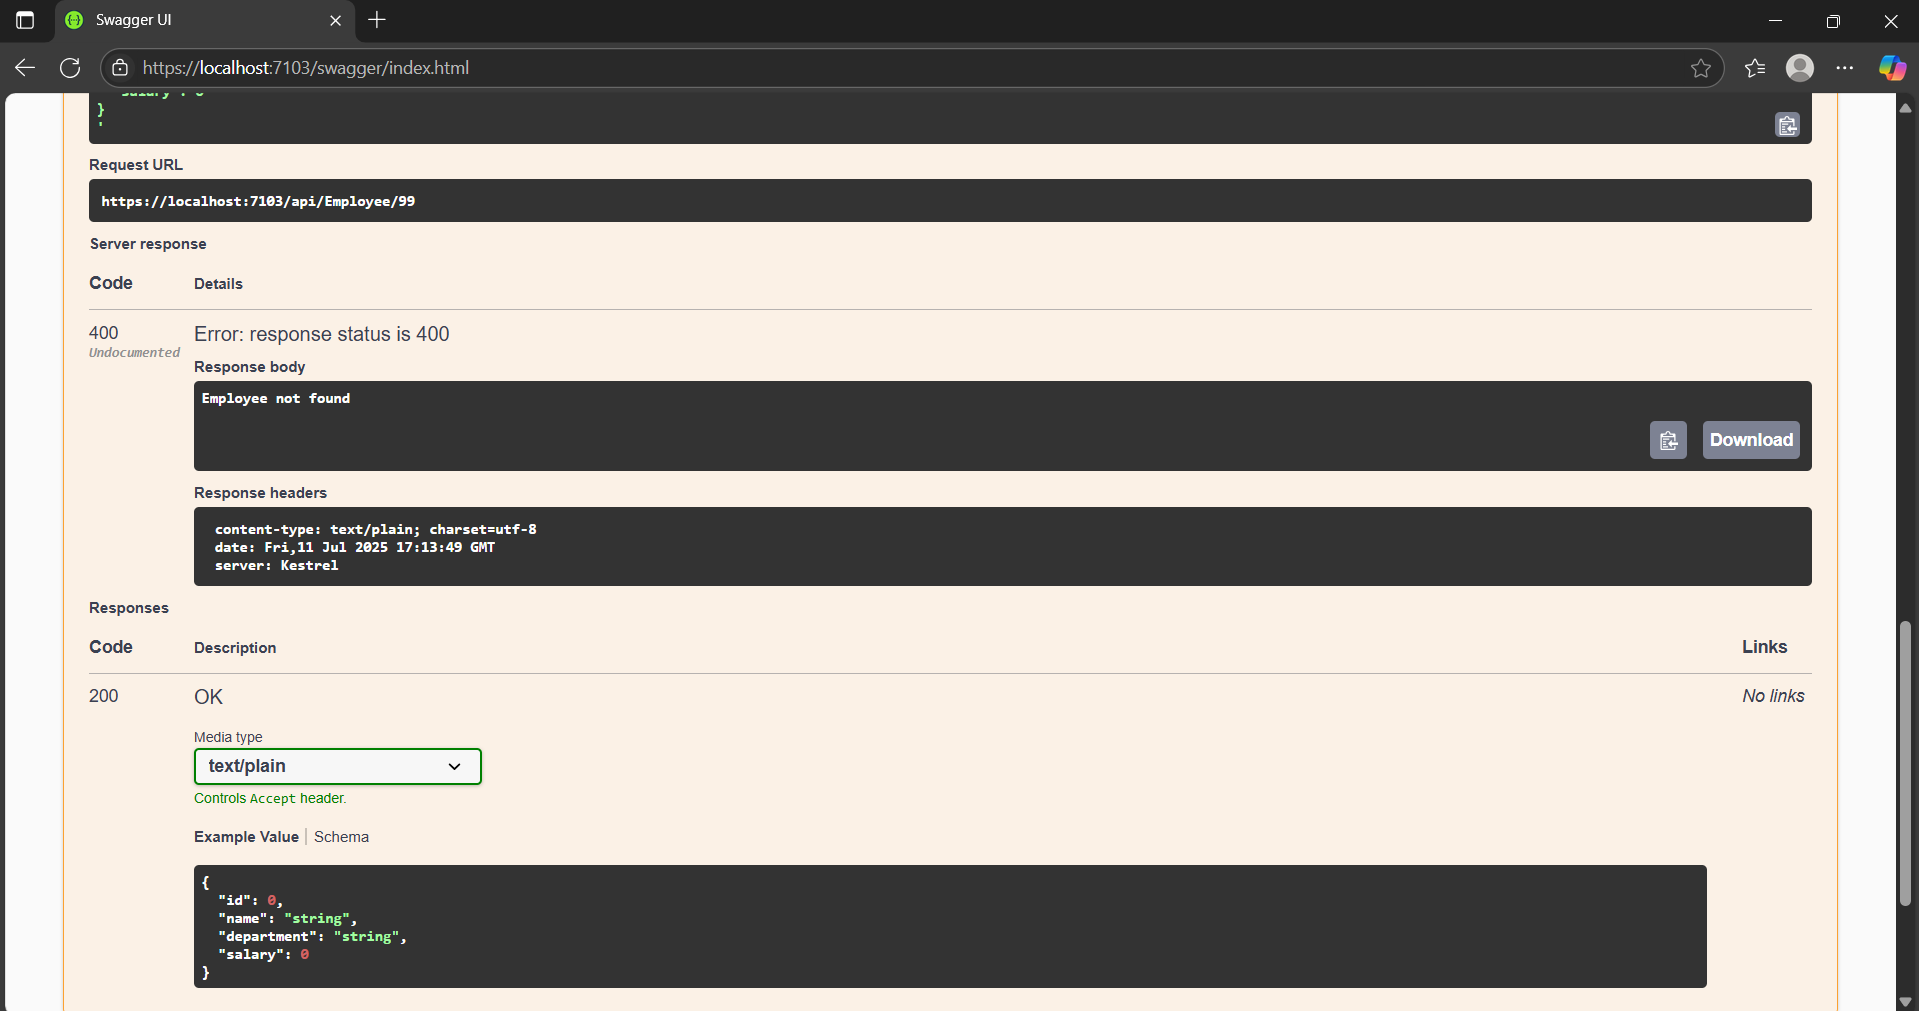 Swagger UI
https://localhost:7103/swagger/index.html
}
'
Request URL
https://localhost:7103/api/Employee/99
Server response
Code Details
400 Error: response status is 400
Undocumented
Response body
Employee not found
Download
Response headers
content-type: text/plain; charset=utf-8
date: Fri,11 Jul 2025 17:13:49 GMT
server: Kestrel
Responses
Code Description Links
200 OK No links
Media type
text/plain
Controls Accept header.
Example Value | Schema
{
"id": 0,
"name": "string",
"department": "string",
"salary": 0
}